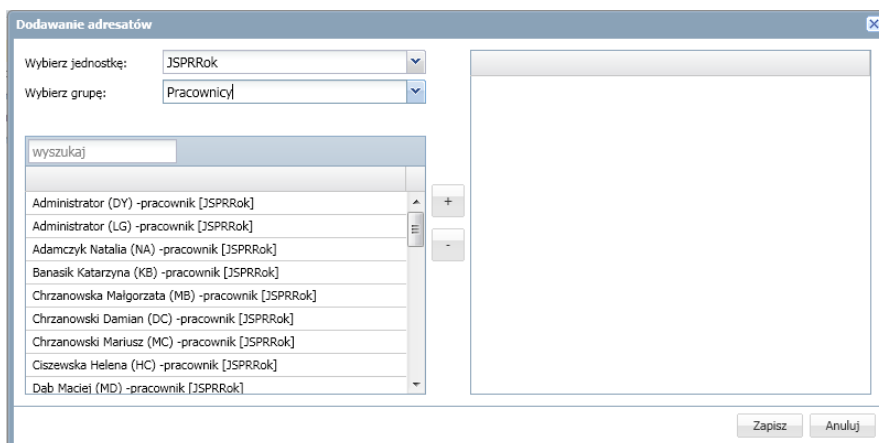 Dodawanie adresatów
Wybierz jednostkę: JSPRRok
Wybierz grupę: Pracownicy
wyszukaj
Administrator (DY) -pracownik [JSPRRok]
Administrator (LG) -pracownik [JSPRRok]
Adamczyk Natalia (NA) -pracownik [JSPRRok]
Banasik Katarzyna (KB) -pracownik [JSPRRok]
Chrzanowska Małgorzata (MB) -pracownik [JSPRRok]
Chrzanowski Damian (DC) -pracownik [JSPRRok]
Chrzanowski Mariusz (MC) -pracownik [JSPRRok]
Ciszewska Helena (HC) -pracownik [JSPRRok]
Dab Maciej (MD) -pracownik [JSPRRok]
+
-
Zapisz Anuluj